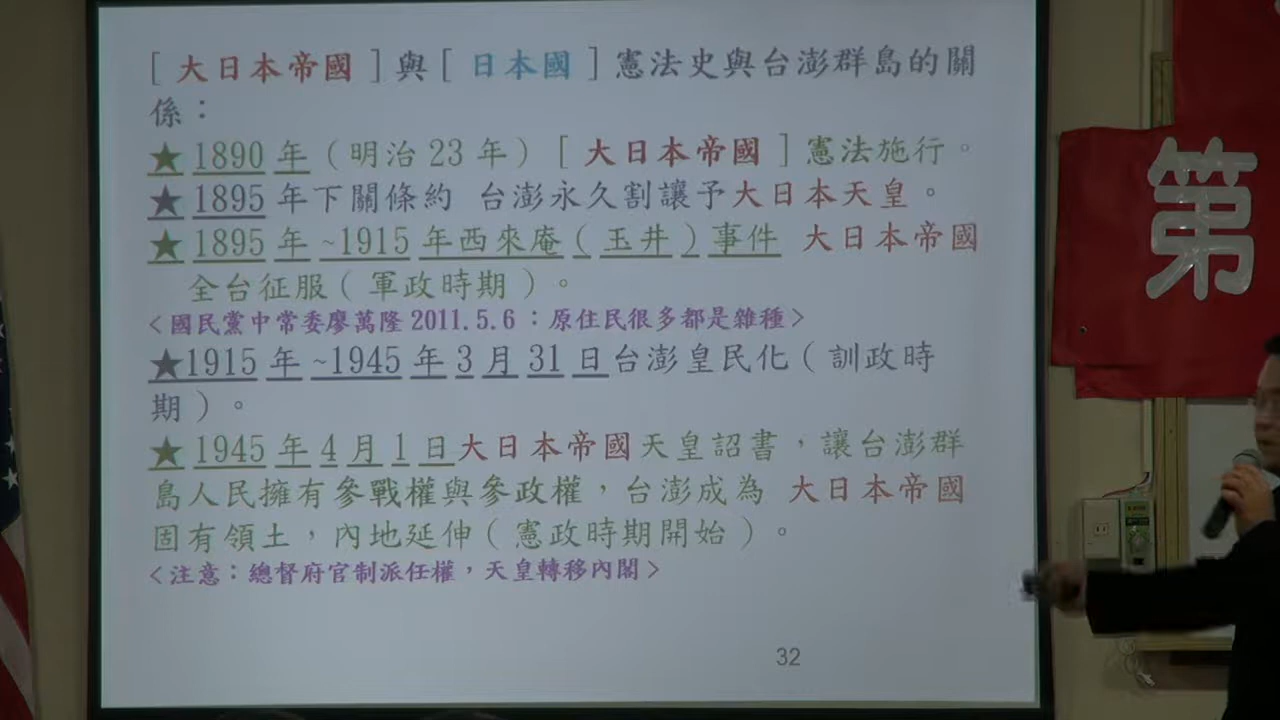 [大日本帝國]與[日本國]憲法史與台澎群島的關
係：
★1890年(明治23年)[大日本帝國]憲法施行。
★1895年下關條約 台澎永久割讓予大日本天皇。
★1895年~1915年西來庵(玉井)事件 大日本帝國
全台征服(軍政時期)。
<國民黨中常委廖萬隆2011.5.6：原住民很多都是雜種>
★1915年~1945年3月31日台澎皇民化(訓政時
期)。
★1945年4月1日大日本帝國天皇詔書，讓台澎群
島人民擁有參戰權與參政權，台澎成為 大日本帝國
固有領土，內地延伸(憲政時期開始)。
<注意：總督府官制派任權，天皇轉移內閣>
32
第